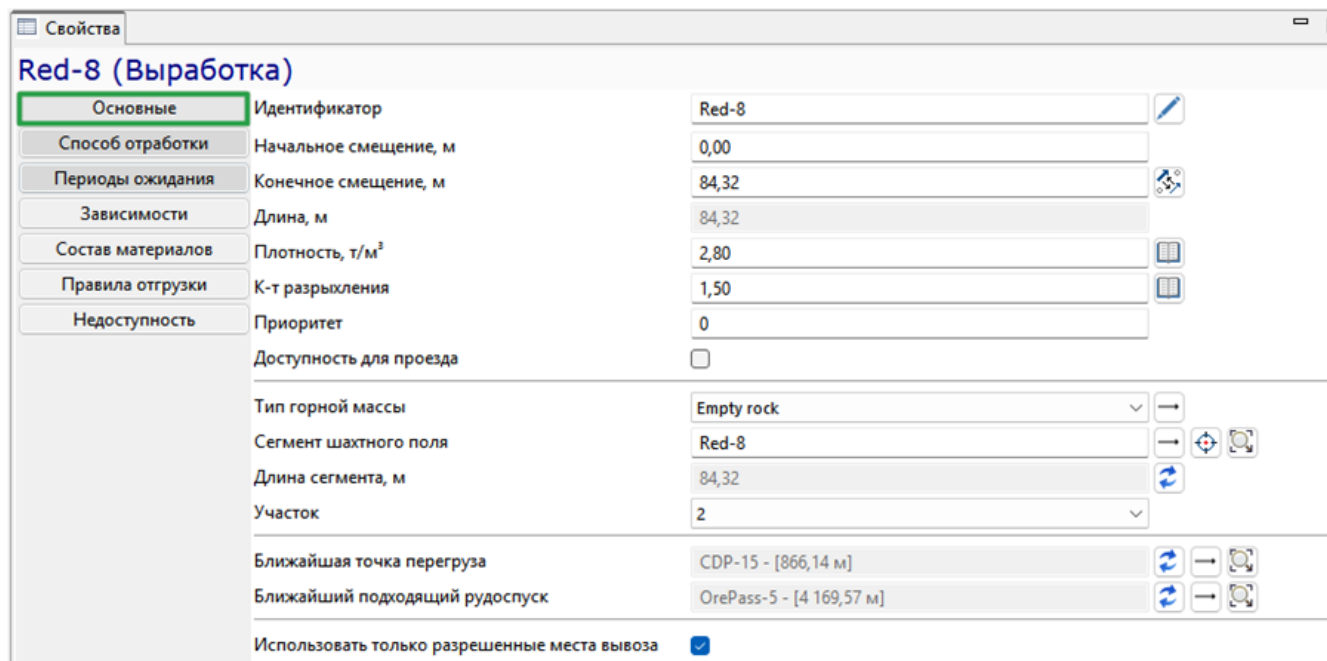 Свойства
Red-8 (Выработка)
Основные
Способ отработки
Периоды ожидания
Зависимости
Состав материалов
Правила отгрузки
Недоступность
Идентификатор Red-8
Начальное смещение, м 0,00
Конечное смещение, м 84,32
Длина, м 84,32
Плотность, т/м³ 2,80
К-т разрыхления 1,50
Приоритет 0
Доступность для проезда
Тип горной массы Empty rock
Сегмент шахтного поля Red-8
Длина сегмента, м 84,32
Участок 2
Ближайшая точка перегруза CDP-15 - [866,14 м]
Ближайший подходящий рудоспуск OrePass-5 - [4 169,57 м]
Использовать только разрешенные места вывоза